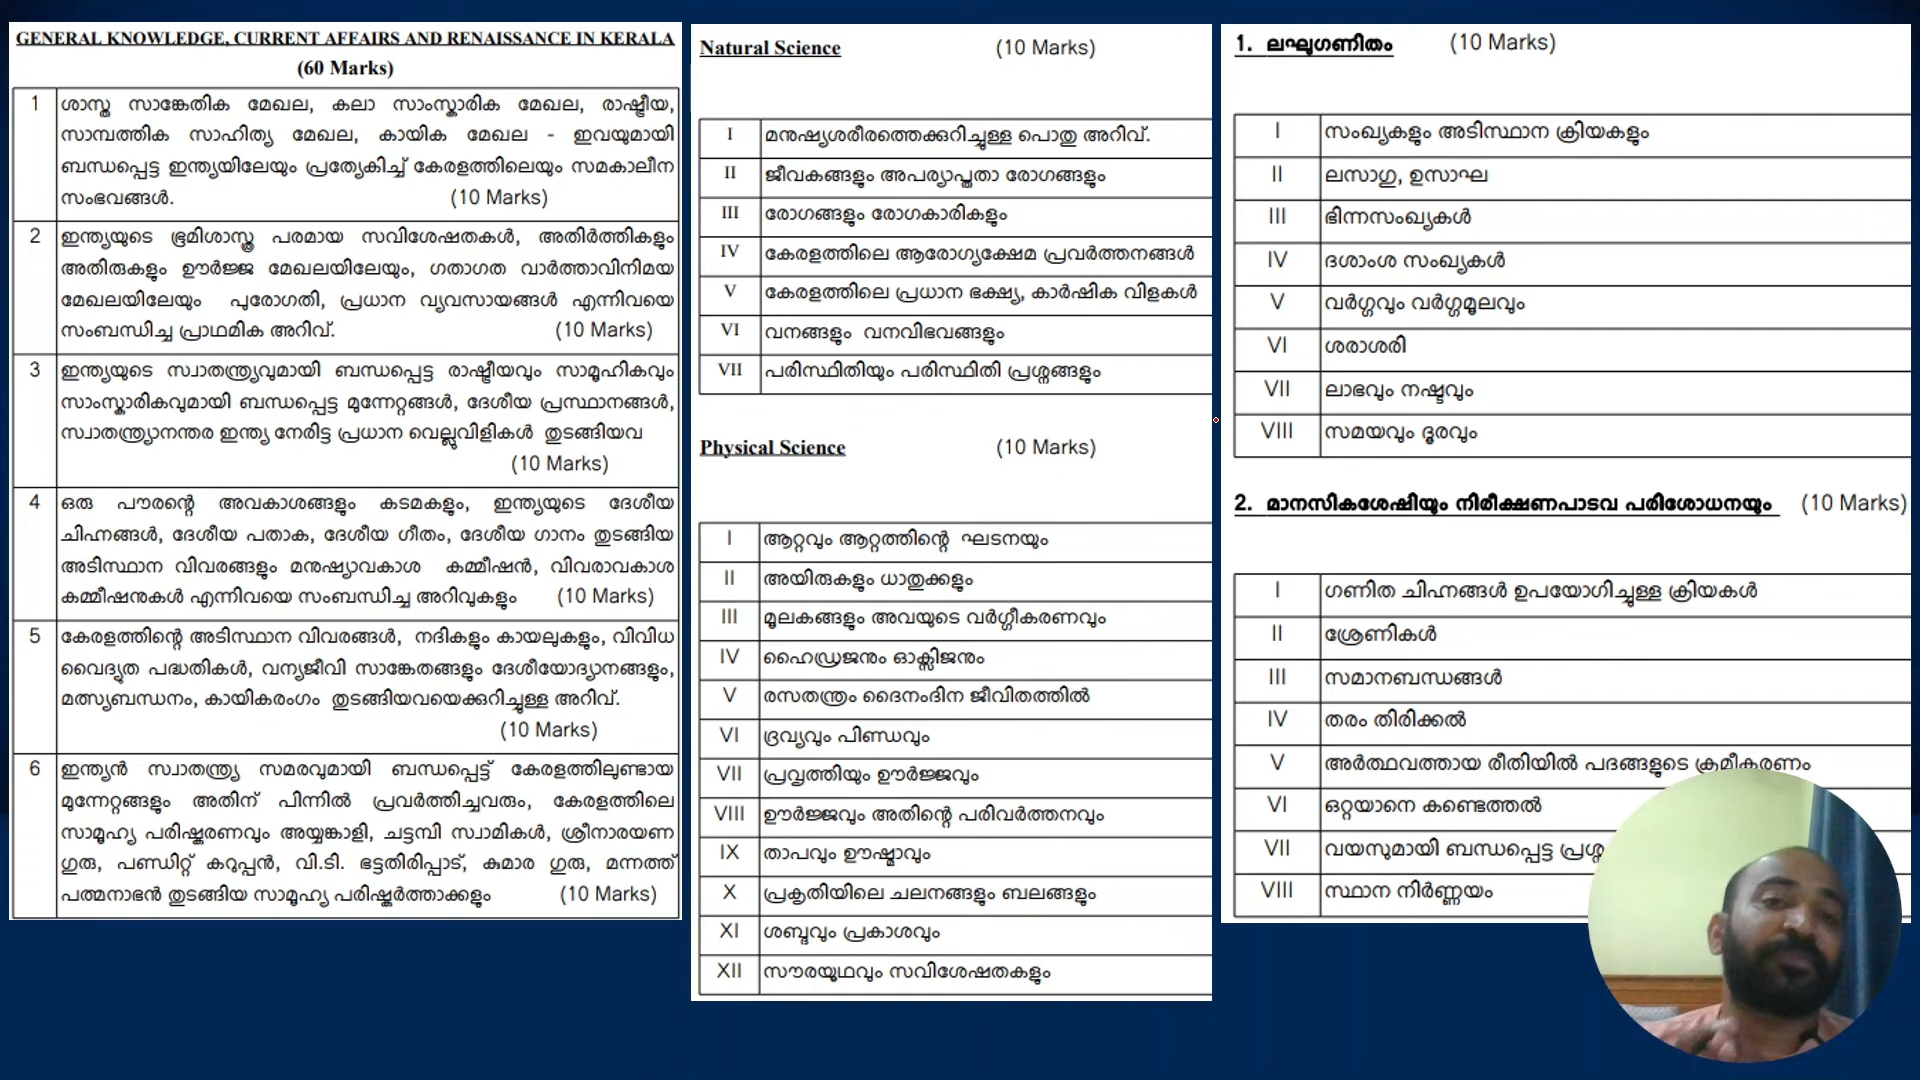 GENERAL KNOWLEDGE, CURRENT AFFAIRS AND RENAISSANCE IN KERALA
(60 Marks)
1 ശാസ്ത്ര സാങ്കേതിക മേഖല, കലാ സാംസ്കാരിക മേഖല, രാഷ്ട്രീയ,
സാമ്പത്തിക സാഹിത്യ മേഖല, കായിക മേഖല - ഇവയുമായി
ബന്ധപ്പെട്ട ഇന്ത്യയിലേയും പ്രത്യേകിച്ച് കേരളത്തിലെയും സമകാലീന
സംഭവങ്ങൾ. (10 Marks)
2 ഇന്ത്യയുടെ ഭൂമിശാസ്ത്ര പരമായ സവിശേഷതകൾ, അതിർത്തികളും
അതിരുകളും ഊർജ്ജ മേഖലയിലേയും, ഗതാഗത വാർത്താവിനിമയ
മേഖലയിലേയും പുരോഗതി, പ്രധാന വ്യവസായങ്ങൾ എന്നിവയെ
സംബന്ധിച്ച പ്രാഥമിക അറിവ്. (10 Marks)
3 ഇന്ത്യയുടെ സ്വാതന്ത്ര്യവുമായി ബന്ധപ്പെട്ട രാഷ്ട്രീയവും സാമൂഹികവും
സാംസ്കാരികവുമായി ബന്ധപ്പെട്ട മുന്നേറ്റങ്ങൾ, ദേശീയ പ്രസ്ഥാനങ്ങൾ,
സ്വാതന്ത്ര്യാനന്തര ഇന്ത്യ നേരിട്ട പ്രധാന വെല്ലുവിളികൾ തുടങ്ങിയവ
(10 Marks)
4 ഒരു പൗരന്റെ അവകാശങ്ങളും കടമകളും, ഇന്ത്യയുടെ ദേശീയ
ചിഹ്നങ്ങൾ, ദേശീയ പതാക, ദേശീയ ഗീതം, ദേശീയ ഗാനം തുടങ്ങിയ
അടിസ്ഥാന വിവരങ്ങളും മനുഷ്യാവകാശ കമ്മീഷൻ, വിവരാവകാശ
കമ്മീഷനുകൾ എന്നിവയെ സംബന്ധിച്ച അറിവുകളും (10 Marks)
5 കേരളത്തിന്റെ അടിസ്ഥാന വിവരങ്ങൾ, നദികളും കായലുകളും, വിവിധ
വൈദ്യുത പദ്ധതികൾ, വന്യജീവി സാങ്കേതങ്ങളും ദേശീയോദ്യാനങ്ങളും,
മത്സ്യബന്ധനം, കായികരംഗം തുടങ്ങിയവയെക്കുറിച്ചുള്ള അറിവ്.
(10 Marks)
6 ഇന്ത്യൻ സ്വാതന്ത്ര്യ സമരവുമായി ബന്ധപ്പെട്ട് കേരളത്തിലുണ്ടായ
മുന്നേറ്റങ്ങളും അതിന് പിന്നിൽ പ്രവർത്തിച്ചവരും, കേരളത്തിലെ
സാമൂഹ്യ പരിഷ്കരണവും അയ്യങ്കാളി, ചട്ടമ്പി സ്വാമികൾ, ശ്രീനാരായണ
ഗുരു, പണ്ഡിറ്റ് കറുപ്പൻ, വി.ടി. ഭട്ടതിരിപ്പാട്, കുമാര ഗുരു, മന്നത്ത്
പത്മനാഭൻ തുടങ്ങിയ സാമൂഹ്യ പരിഷ്കർത്താക്കളും (10 Marks)
Natural Science (10 Marks)
I മനുഷ്യശരീരത്തെക്കുറിച്ചുള്ള പൊതു അറിവ്.
II ജീവകങ്ങളും അപര്യാപ്തതാ രോഗങ്ങളും
III രോഗങ്ങളും രോഗകാരികളും
IV കേരളത്തിലെ ആരോഗ്യക്ഷേമ പ്രവർത്തനങ്ങൾ
V കേരളത്തിലെ പ്രധാന ഭക്ഷ്യ, കാർഷിക വിളകൾ
VI വനങ്ങളും വനവിഭവങ്ങളും
VII പരിസ്ഥിതിയും പരിസ്ഥിതി പ്രശ്നങ്ങളും
Physical Science (10 Marks)
I ആറ്റവും ആറ്റത്തിന്റെ ഘടനയും
II അയിരുകളും ധാതുക്കളും
III മൂലകങ്ങളും അവയുടെ വർഗ്ഗീകരണവും
IV ഹൈഡ്രജനും ഓക്സിജനും
V രസതന്ത്രം ദൈനംദിന ജീവിതത്തിൽ
VI ദ്രവ്യവും പിണ്ഡവും
VII പ്രവൃത്തിയും ഊർജ്ജവും
VIII ഊർജ്ജവും അതിന്റെ പരിവർത്തനവും
IX താപവും ഊഷ്മാവും
X പ്രകൃതിയിലെ ചലനങ്ങളും ബലങ്ങളും
XI ശബ്ദവും പ്രകാശവും
XII സൗരയൂഥവും സവിശേഷതകളും
1. ലഘുഗണിതം (10 Marks)
I സംഖ്യകളും അടിസ്ഥാന ക്രിയകളും
II ലസാഗു, ഉസാഘ
III ഭിന്നസംഖ്യകൾ
IV ദശാംശ സംഖ്യകൾ
V വർഗ്ഗവും വർഗ്ഗമൂലവും
VI ശരാശരി
VII ലാഭവും നഷ്ടവും
VIII സമയവും ദൂരവും
2. മാനസികശേഷിയും നിരീക്ഷണപാടവ പരിശോധനയും (10 Marks)
I ഗണിത ചിഹ്നങ്ങൾ ഉപയോഗിച്ചുള്ള ക്രിയകൾ
II ശ്രേണികൾ
III സമാനബന്ധങ്ങൾ
IV തരം തിരിക്കൽ
V അർത്ഥവത്തായ രീതിയിൽ പദങ്ങളുടെ ക്രമീകരണം
VI ഒറ്റയാനെ കണ്ടെത്തൽ
VII വയസുമായി ബന്ധപ്പെട്ട
VIII സ്ഥാന നിർണ്ണയം